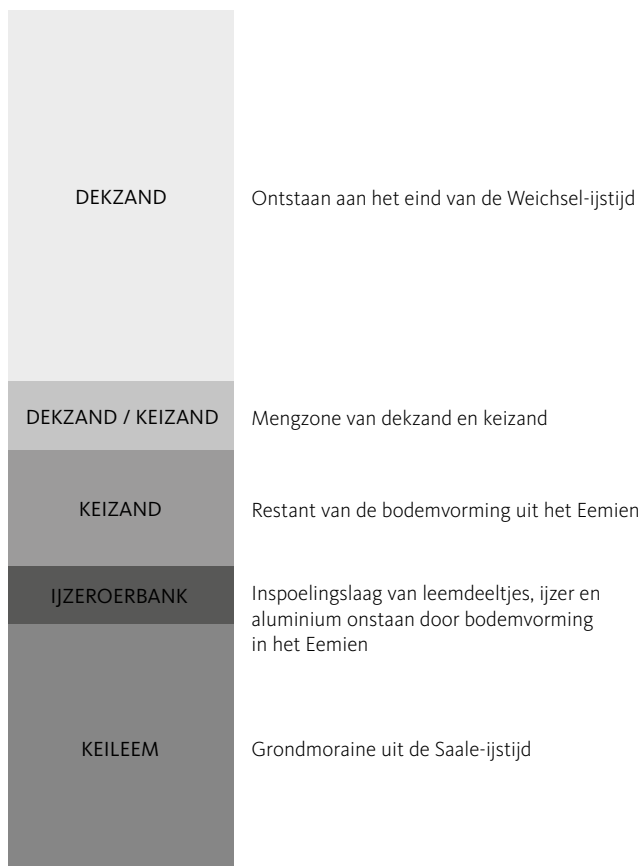 DEKZAND
Ontstaan aan het eind van de Weichsel-ijstijd
DEKZAND / KEIZAND
Mengzone van dekzand en keizand
KEIZAND
Restant van de bodemvorming uit het Eemien
IJZEROERBANK
Inspoelingslaag van leemdeeltjes, ijzer en
aluminium onstaan door bodemvorming
in het Eemien
KEILEEM
Grondmoraine uit de Saale-ijstijd